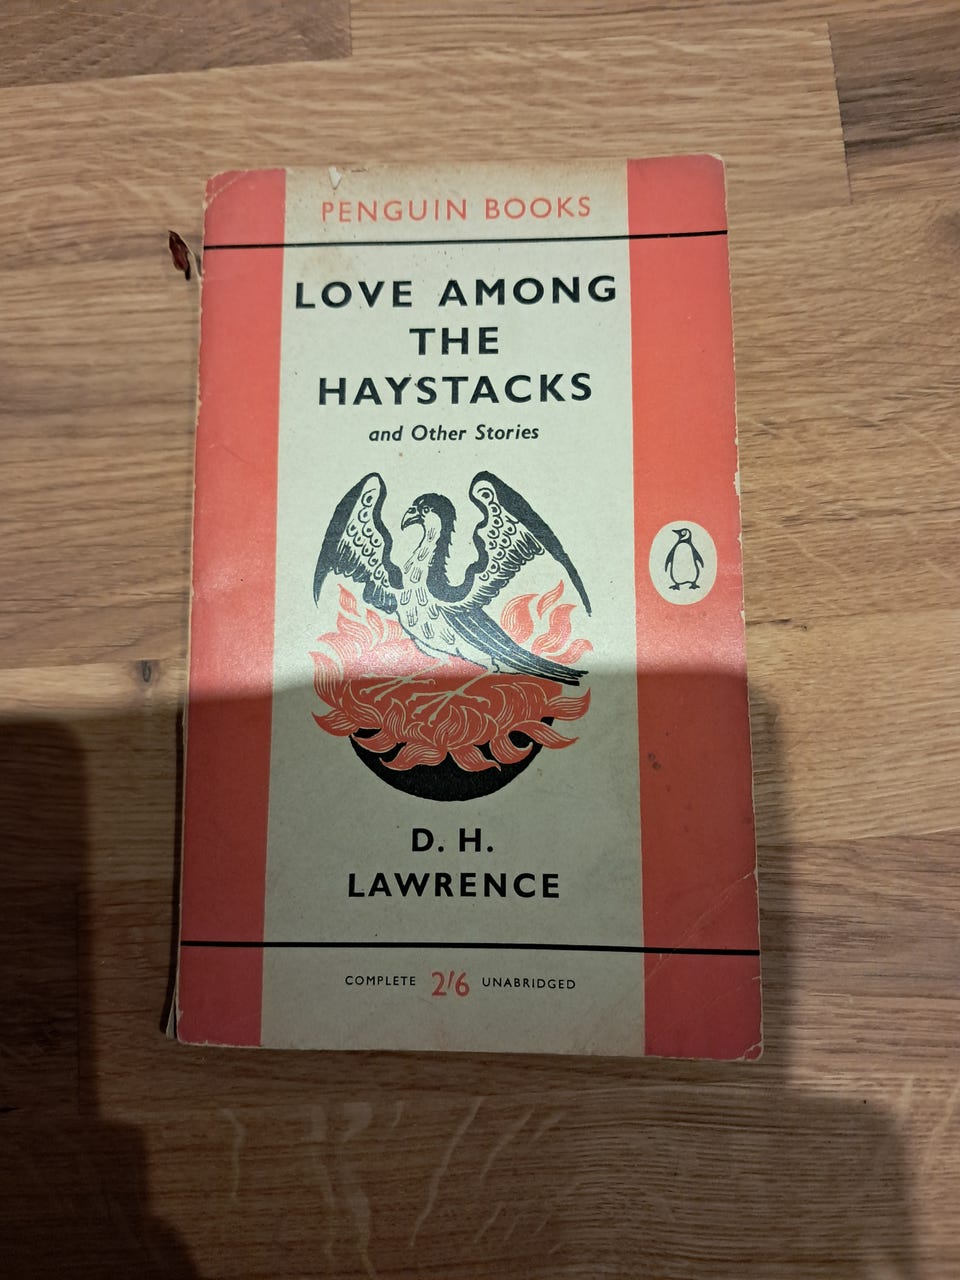 PENGUIN BOOKS
LOVE AMONG
THE
HAYSTACKS
and Other Stories
D. H.
LAWRENCE
COMPLETE 2'6 UNABRIDGED